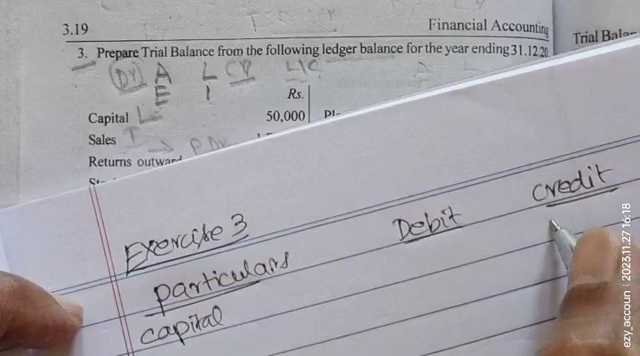 3.19 Financial Accounting
3. Prepare Trial Balance from the following ledger balance for the year ending 31.12.20
Trial
(Dr) A L (Cr)
E I
Rs.
Capital 50,000
Sales
Returns outward
Exercise 3
Debit Credit
particulars
capital
ezy_accoun | 2023.11.27 16:18